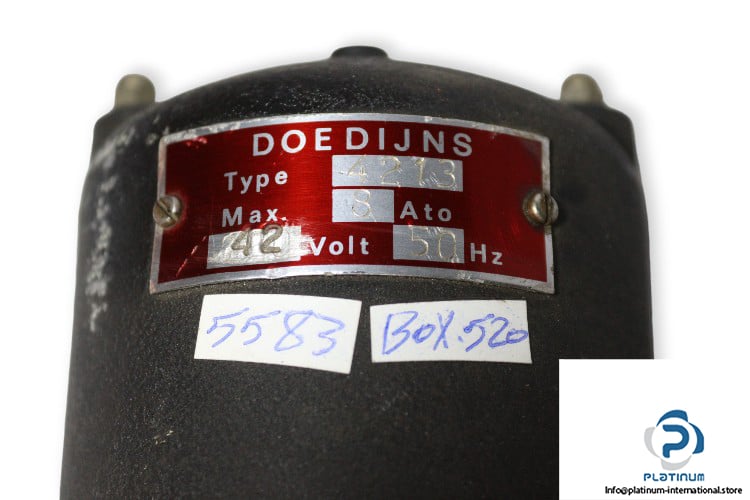 DOEDIJNS
Type 4213
Max. 8 Ato
42 Volt 50 Hz
5583
BOX.520
PLATINUM
Info@platinum-international.store